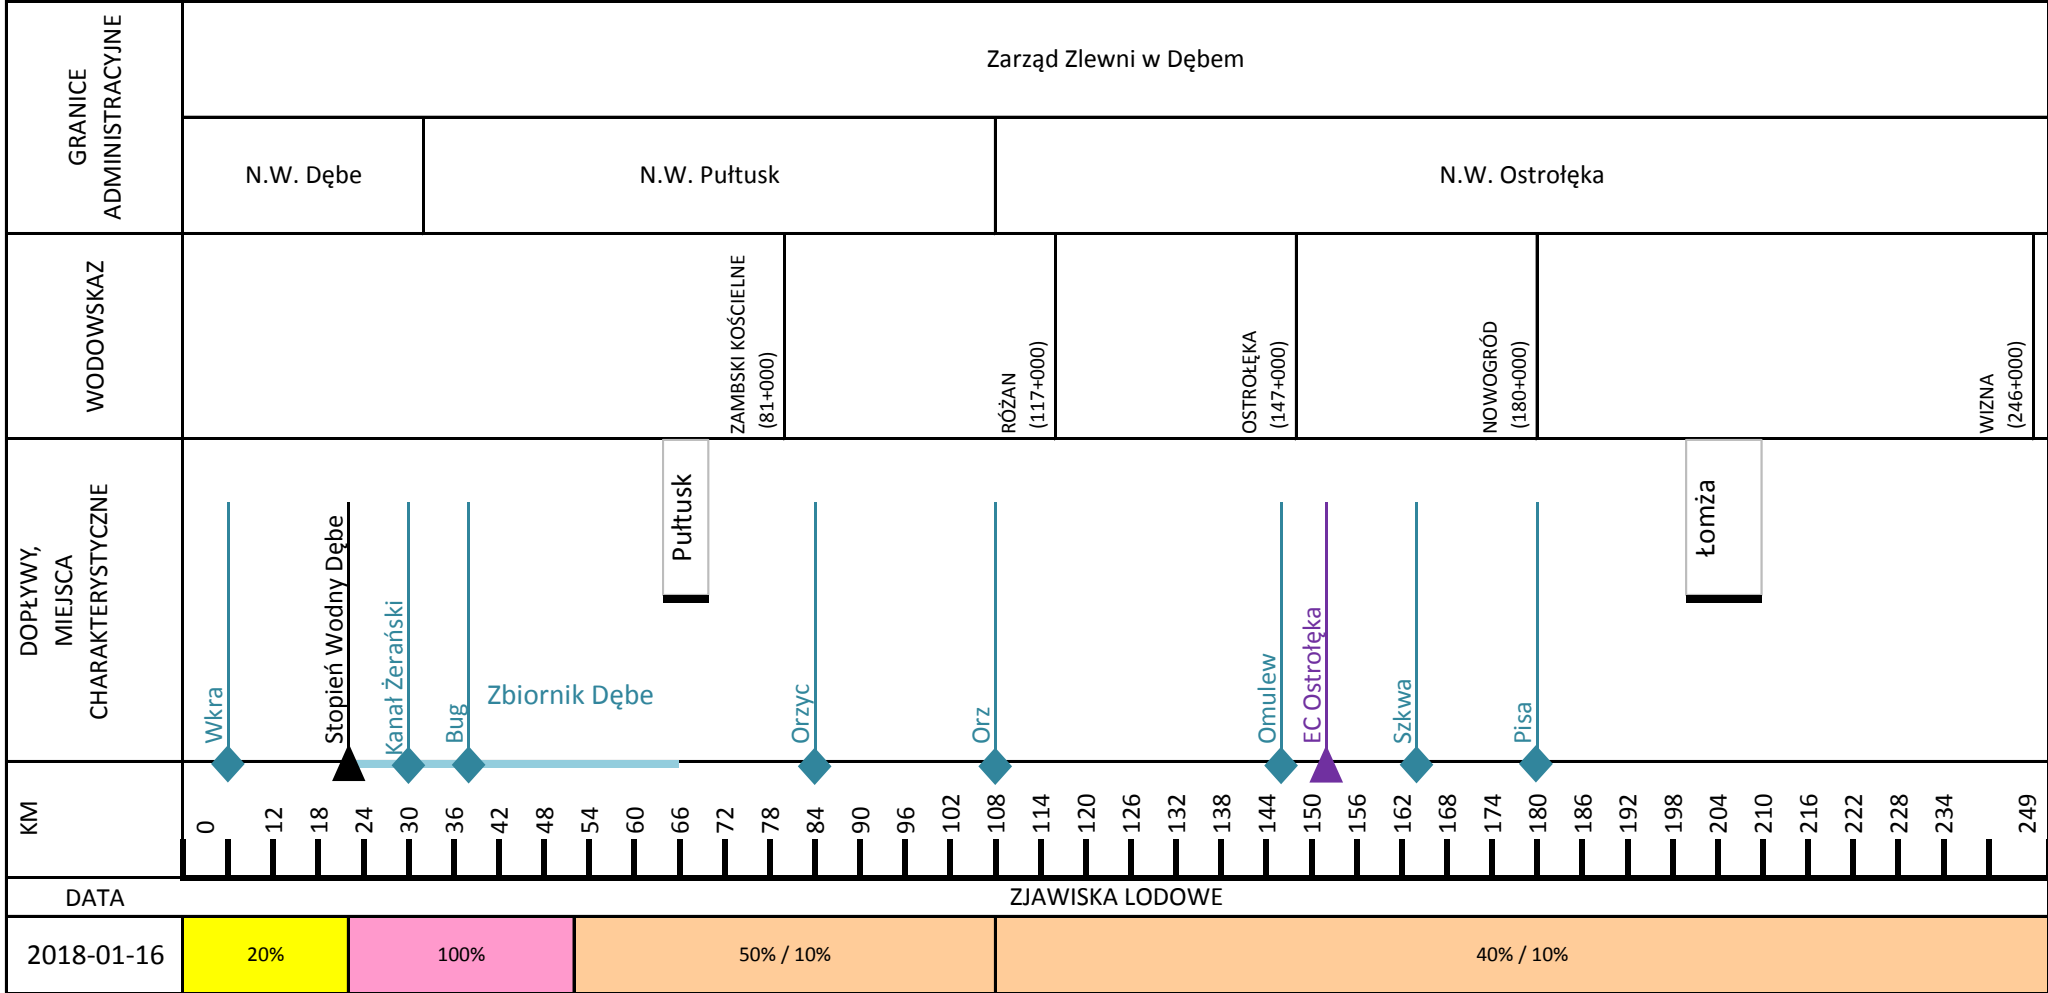 GRANICE
ADMINISTRACYJNE
Zarząd Zlewni w Dębem
N.W. Dębe
N.W. Pułtusk
N.W. Ostrołęka
WODOWSKAZ
ZAMBSKI KOŚCIELNE
(81+000)
RÓŻAN
(117+000)
OSTROŁĘKA
(147+000)
NOWOGRÓD
(180+000)
WIZNA
(246+000)
DOPŁYWY,
MIEJSCA
CHARAKTERYSTYCZNE
Wkra
Stopień Wodny Dębe
Kanał Żerański
Bug
Zbiornik Dębe
Pułtusk
Orzyc
Orz
Omulew
EC Ostrołęka
Szkwa
Pisa
Łomża
KM
0
12
18
24
30
36
42
48
54
60
66
72
78
84
90
96
102
108
114
120
126
132
138
144
150
156
162
168
174
180
186
192
198
204
210
216
222
228
234
249
DATA
ZJAWISKA LODOWE
2018-01-16
20%
100%
50% / 10%
40% / 10%